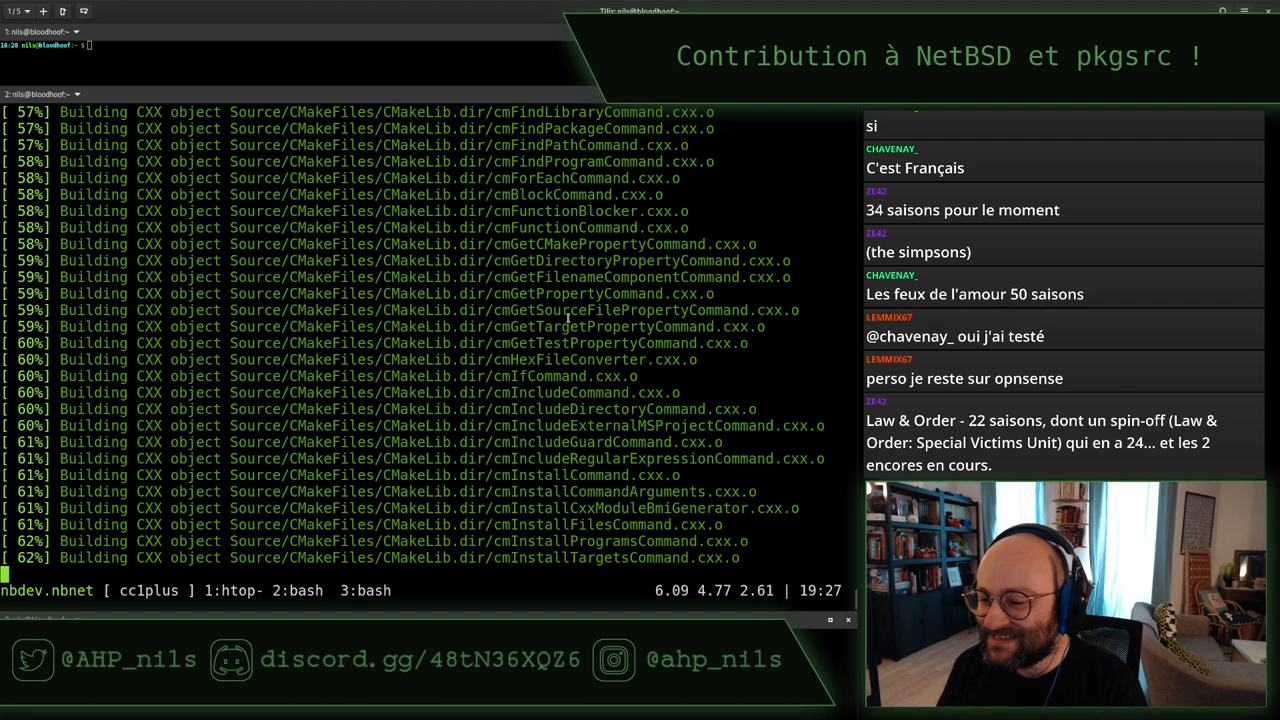 1 / 5
Tilix: nils@bloodhoof:~
1: nils@bloodhoof:~
16:20 nils@bloodhoof:~ $
Contribution à NetBSD et pkgsrc !
2: nils@bloodhoof:~
[ 57%] Building CXX object Source/CMakeFiles/CMakeLib.dir/cmFindLibraryCommand.cxx.o
[ 57%] Building CXX object Source/CMakeFiles/CMakeLib.dir/cmFindPackageCommand.cxx.o
[ 57%] Building CXX object Source/CMakeFiles/CMakeLib.dir/cmFindPathCommand.cxx.o
[ 58%] Building CXX object Source/CMakeFiles/CMakeLib.dir/cmFindProgramCommand.cxx.o
[ 58%] Building CXX object Source/CMakeFiles/CMakeLib.dir/cmForEachCommand.cxx.o
[ 58%] Building CXX object Source/CMakeFiles/CMakeLib.dir/cmBlockCommand.cxx.o
[ 58%] Building CXX object Source/CMakeFiles/CMakeLib.dir/cmFunctionBlocker.cxx.o
[ 58%] Building CXX object Source/CMakeFiles/CMakeLib.dir/cmFunctionCommand.cxx.o
[ 58%] Building CXX object Source/CMakeFiles/CMakeLib.dir/cmGetCMakePropertyCommand.cxx.o
[ 59%] Building CXX object Source/CMakeFiles/CMakeLib.dir/cmGetDirectoryPropertyCommand.cxx.o
[ 59%] Building CXX object Source/CMakeFiles/CMakeLib.dir/cmGetFilenameComponentCommand.cxx.o
[ 59%] Building CXX object Source/CMakeFiles/CMakeLib.dir/cmGetPropertyCommand.cxx.o
[ 59%] Building CXX object Source/CMakeFiles/CMakeLib.dir/cmGetSourceFilePropertyCommand.cxx.o
[ 59%] Building CXX object Source/CMakeFiles/CMakeLib.dir/cmGetTargetPropertyCommand.cxx.o
[ 60%] Building CXX object Source/CMakeFiles/CMakeLib.dir/cmGetTestPropertyCommand.cxx.o
[ 60%] Building CXX object Source/CMakeFiles/CMakeLib.dir/cmHexFileConverter.cxx.o
[ 60%] Building CXX object Source/CMakeFiles/CMakeLib.dir/cmIfCommand.cxx.o
[ 60%] Building CXX object Source/CMakeFiles/CMakeLib.dir/cmIncludeCommand.cxx.o
[ 60%] Building CXX object Source/CMakeFiles/CMakeLib.dir/cmIncludeDirectoryCommand.cxx.o
[ 60%] Building CXX object Source/CMakeFiles/CMakeLib.dir/cmIncludeExternalMSProjectCommand.cxx.o
[ 61%] Building CXX object Source/CMakeFiles/CMakeLib.dir/cmIncludeGuardCommand.cxx.o
[ 61%] Building CXX object Source/CMakeFiles/CMakeLib.dir/cmIncludeRegularExpressionCommand.cxx.o
[ 61%] Building CXX object Source/CMakeFiles/CMakeLib.dir/cmInstallCommand.cxx.o
[ 61%] Building CXX object Source/CMakeFiles/CMakeLib.dir/cmInstallCommandArguments.cxx.o
[ 61%] Building CXX object Source/CMakeFiles/CMakeLib.dir/cmInstallCxxModuleBmiGenerator.cxx.o
[ 61%] Building CXX object Source/CMakeFiles/CMakeLib.dir/cmInstallFilesCommand.cxx.o
[ 62%] Building CXX object Source/CMakeFiles/CMakeLib.dir/cmInstallProgramsCommand.cxx.o
[ 62%] Building CXX object Source/CMakeFiles/CMakeLib.dir/cmInstallTargetsCommand.cxx.o
nbdev.nbnet [ cc1plus ] 1:htop- 2:bash  3:bash 6.09 4.77 2.61 | 19:27
si
CHAVENAY_
C'est Français
ZE42
34 saisons pour le moment
ZE42
(the simpsons)
CHAVENAY_
Les feux de l'amour 50 saisons
LEMMIX67
@chavenay_ oui j'ai testé
LEMMIX67
perso je reste sur opnsense
ZE42
Law & Order - 22 saisons, dont un spin-off (Law &
Order: Special Victims Unit) qui en a 24... et les 2
encores en cours.
@AHP_nils
discord.gg/48tN36XQZ6
@ahp_nils